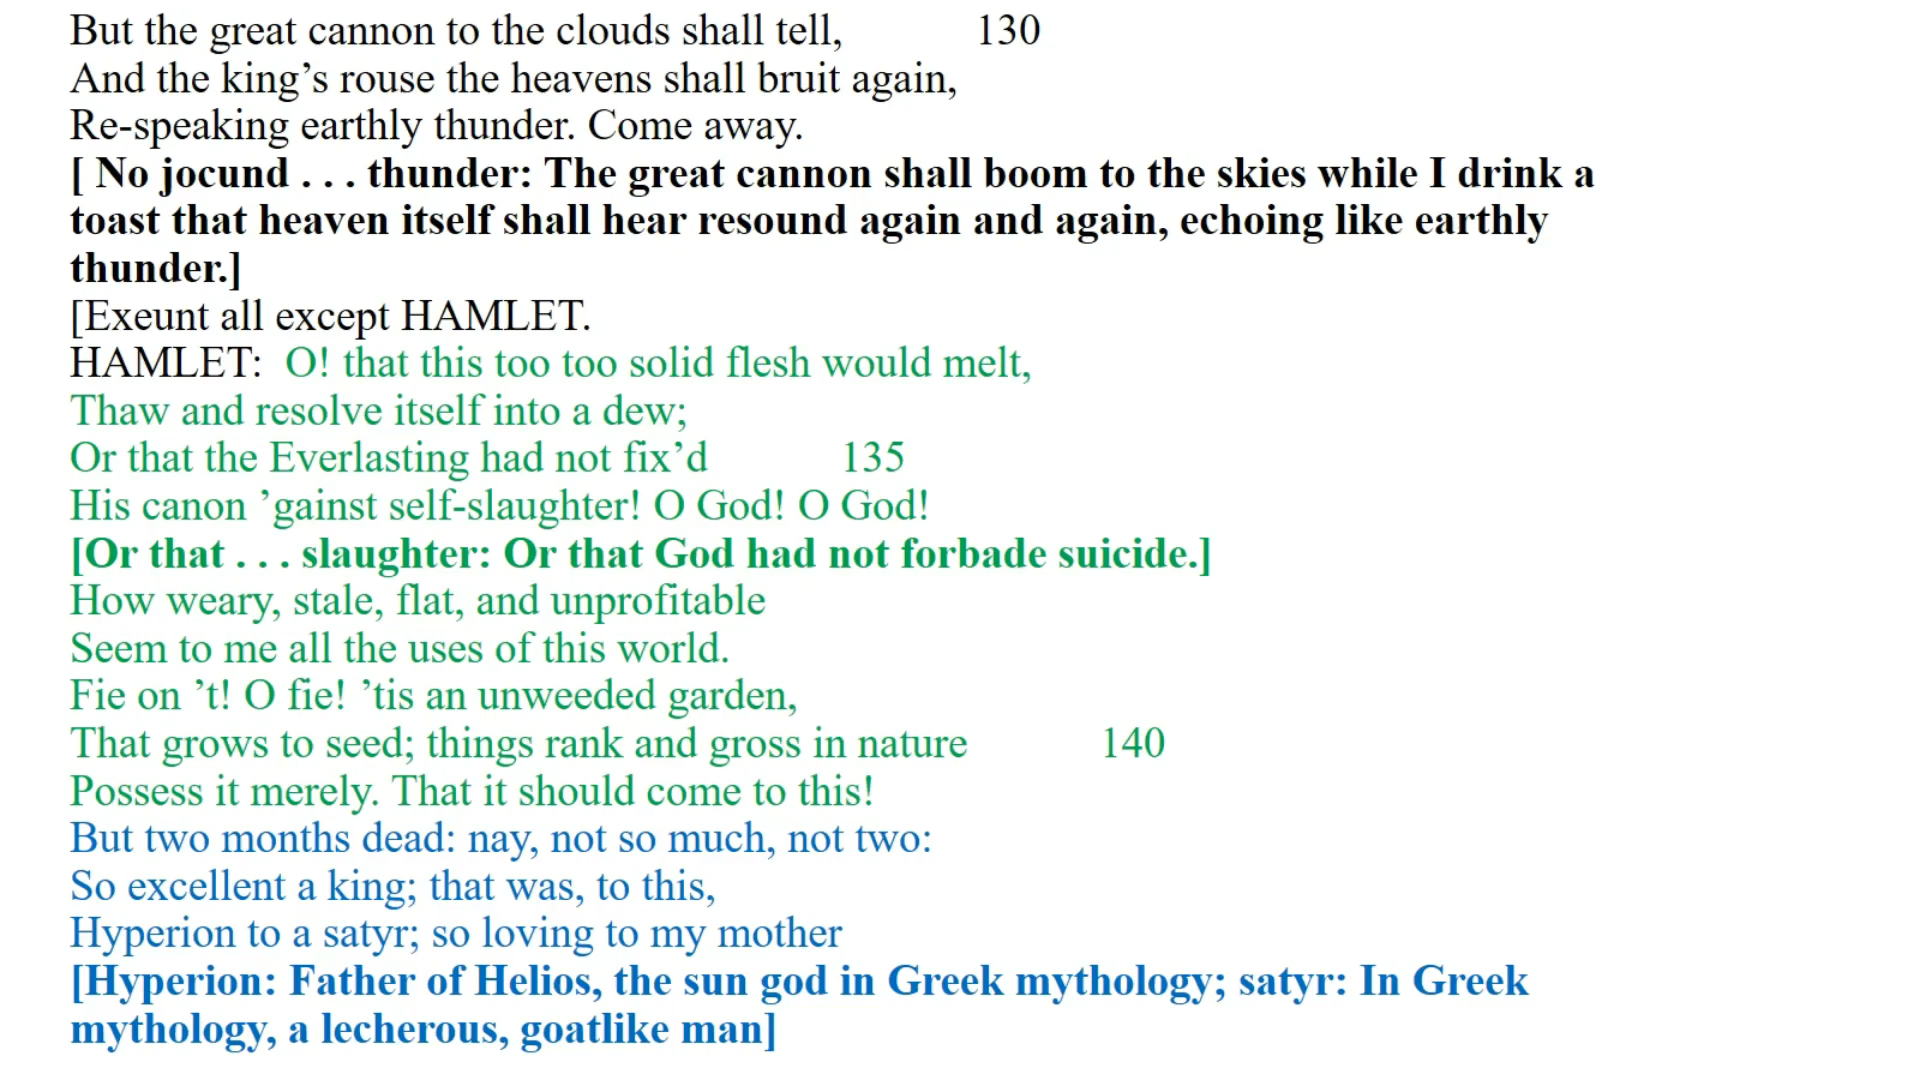 But the great cannon to the clouds shall tell, 130
And the king’s rouse the heavens shall bruit again,
Re-speaking earthly thunder. Come away.
[ No jocund . . . thunder: The great cannon shall boom to the skies while I drink a
toast that heaven itself shall hear resound again and again, echoing like earthly
thunder.]
[Exeunt all except HAMLET.
HAMLET: O! that this too too solid flesh would melt,
Thaw and resolve itself into a dew;
Or that the Everlasting had not fix’d 135
His canon ’gainst self-slaughter! O God! O God!
[Or that . . . slaughter: Or that God had not forbade suicide.]
How weary, stale, flat, and unprofitable
Seem to me all the uses of this world.
Fie on ’t! O fie! ’tis an unweeded garden,
That grows to seed; things rank and gross in nature 140
Possess it merely. That it should come to this!
But two months dead: nay, not so much, not two:
So excellent a king; that was, to this,
Hyperion to a satyr; so loving to my mother
[Hyperion: Father of Helios, the sun god in Greek mythology; satyr: In Greek
mythology, a lecherous, goatlike man]